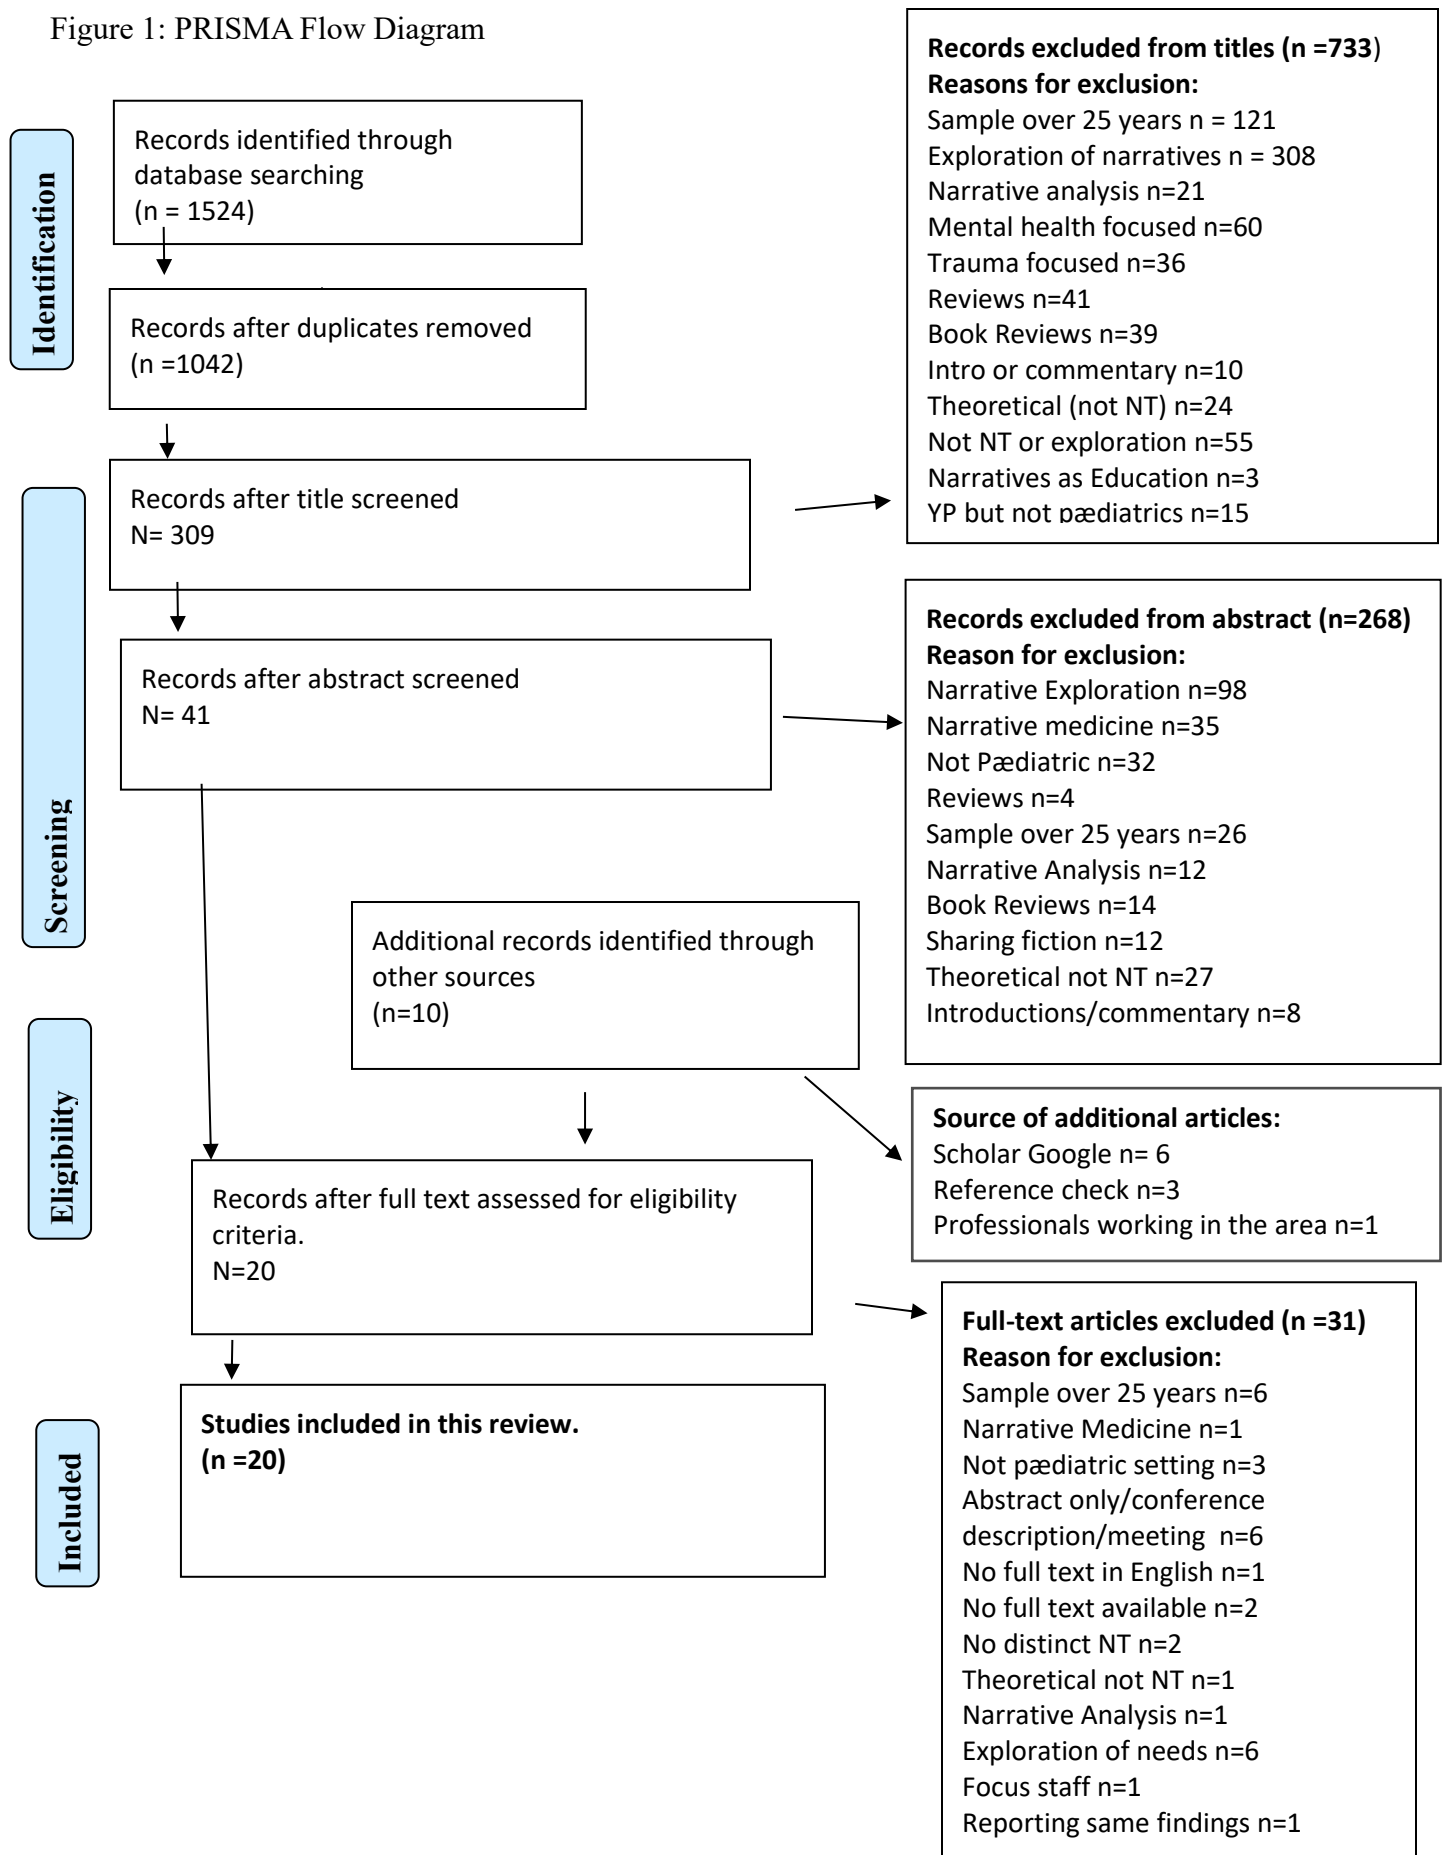 Figure 1: PRISMA Flow Diagram
Identification
Records identified through
database searching
(n = 1524)
Records after duplicates removed
(n =1042)
Records excluded from titles (n =733)
Reasons for exclusion:
Sample over 25 years n = 121
Exploration of narratives n = 308
Narrative analysis n=21
Mental health focused n=60
Trauma focused n=36
Reviews n=41
Book Reviews n=39
Intro or commentary n=10
Theoretical (not NT) n=24
Not NT or exploration n=55
Narratives as Education n=3
YP but not pædiatrics n=15
Screening
Records after title screened
N= 309
Records after abstract screened
N= 41
Records excluded from abstract (n=268)
Reason for exclusion:
Narrative Exploration n=98
Narrative medicine n=35
Not Pædiatric n=32
Reviews n=4
Sample over 25 years n=26
Narrative Analysis n=12
Book Reviews n=14
Sharing fiction n=12
Theoretical not NT n=27
Introductions/commentary n=8
Additional records identified through
other sources
(n=10)
Source of additional articles:
Scholar Google n= 6
Reference check n=3
Professionals working in the area n=1
Eligibility
Records after full text assessed for eligibility
criteria.
N=20
Full-text articles excluded (n =31)
Reason for exclusion:
Sample over 25 years n=6
Narrative Medicine n=1
Not pædiatric setting n=3
Abstract only/conference
description/meeting  n=6
No full text in English n=1
No full text available n=2
No distinct NT n=2
Theoretical not NT n=1
Narrative Analysis n=1
Exploration of needs n=6
Focus staff n=1
Reporting same findings n=1
Included
Studies included in this review.
(n =20)